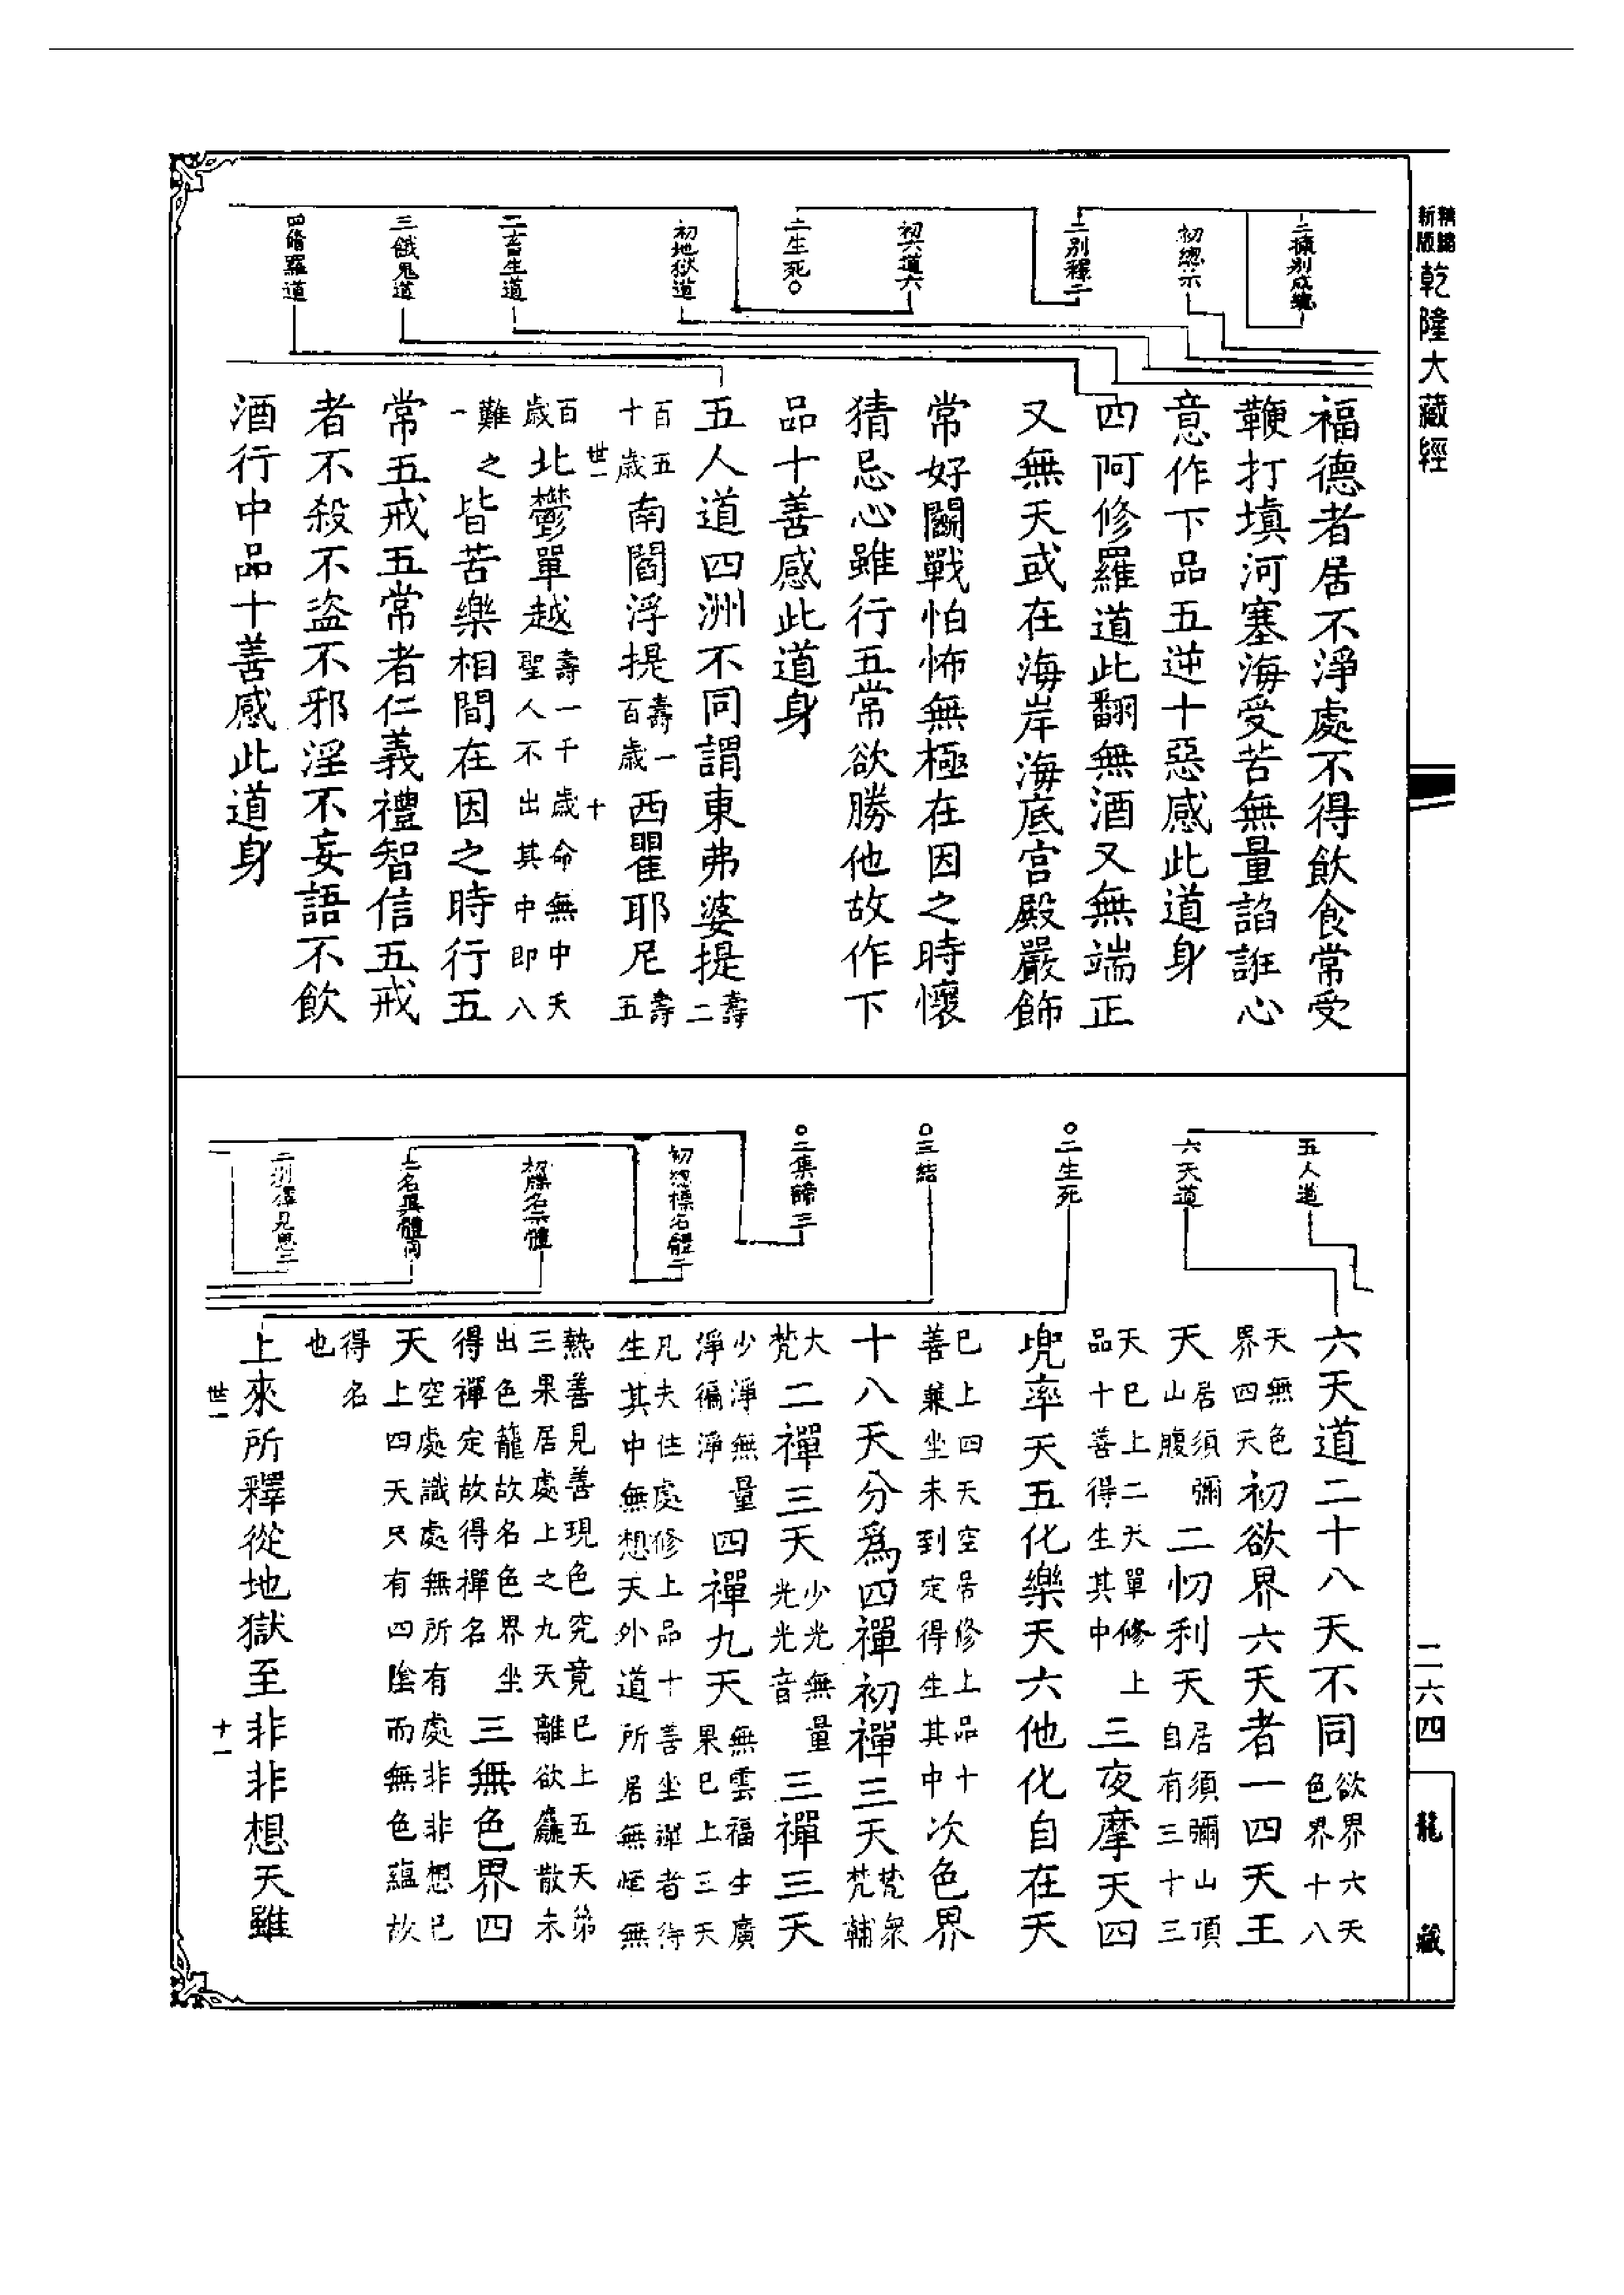 新版
精縮
乾隆大藏經
二六四
龍藏
初總示
二別釋二
初六道六
二生死
初地獄道
二畜生道
三餓鬼道
四脩羅道
福德者居不淨處不得飲食常受
鞭打填河塞海受苦無量諂誑心
意作下品五逆十惡感此道身
四阿修羅道此翻無酒又無端正
又無天或在海岸海底宮殿嚴飾
常好鬬戰怕怖無極在因之時懷
猜忌心雖行五常欲勝他故作下
品十善感此道身
五人道四洲不同謂東弗婆提壽二
百五十歲南閻浮提壽一百歲西瞿耶尼壽五
世一
十
百歲北鬱單越壽一千歲命無中夭聖人不出其中即八
難之一皆苦樂相間在因之時行五
常五戒五常者仁義禮智信五戒
者不殺不盜不邪淫不妄語不飲
酒行中品十善感此道身
五人道
六天道
二生死
三結
二集諦三
初總標名體二
初牒名示體
二名異體同
二別釋見思二
六天道二十八天不同欲界六天色界十八
天無色界四天初欲界六天者一四天王
天居須彌山腹二忉利天居須彌山頂自有三十三
天已上二天單修上品十善得生其中三夜摩天四
兜率天五化樂天六他化自在天
已上四天空居修上品十善兼坐未到定得生其中次色界
十八天分為四禪初禪三天梵眾梵輔
大梵二禪三天少光無量光光音三禪三天
少淨無量淨徧淨四禪九天無雲福生廣果已上三天
凡夫住處修上品十善坐禪者得生其中無想天外道所居無煩無
熱善見善現色究竟已上五天第三果居處上之九天離欲麤散未
出色籠故名色界坐得禪定故得禪名三無色界四
天空處識處無所有處非非想已上四天只有四陰而無色蘊故
得名也
上來所釋從地獄至非非想天雖
世一
十一